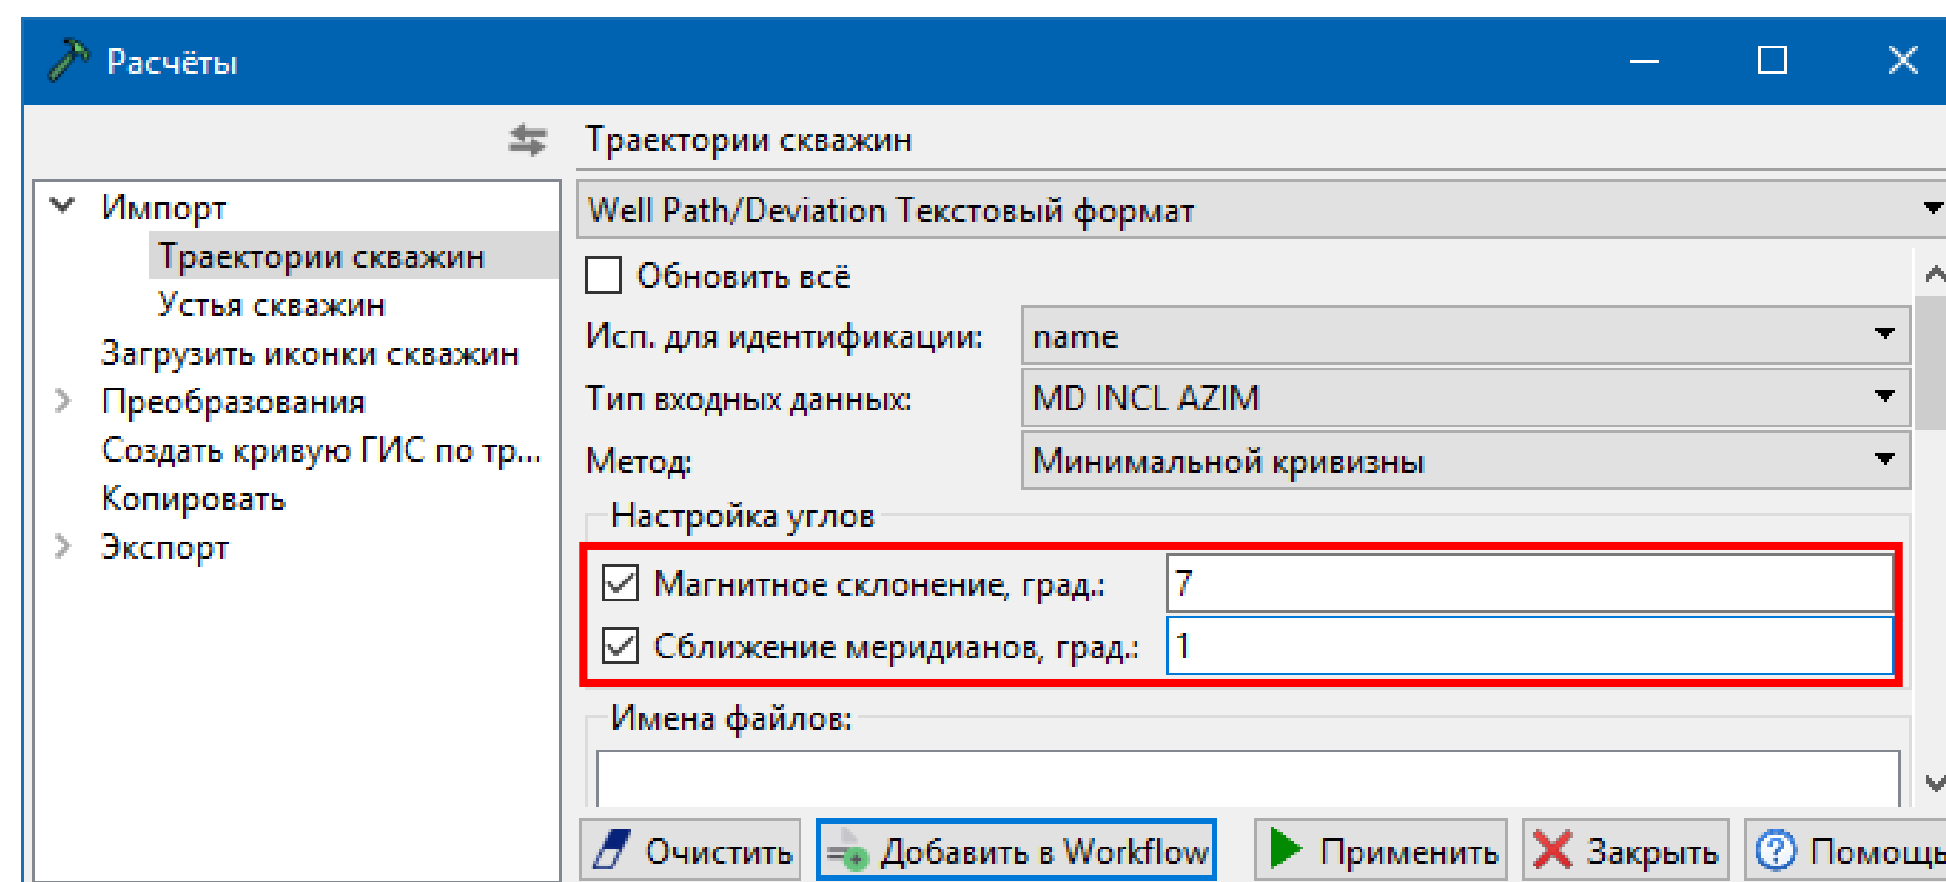 Расчёты
Траектории скважин
Импорт
Траектории скважин
Устья скважин
Загрузить иконки скважин
Преобразования
Создать кривую ГИС по тр...
Копировать
Экспорт
Well Path/Deviation Текстовый формат
Обновить всё
Исп. для идентификации: name
Тип входных данных: MD INCL AZIM
Метод: Минимальной кривизны
Настройка углов
Магнитное склонение, град.: 7
Сближение меридианов, град.: 1
Имена файлов:
Очистить Добавить в Workflow Применить Закрыть Помощь